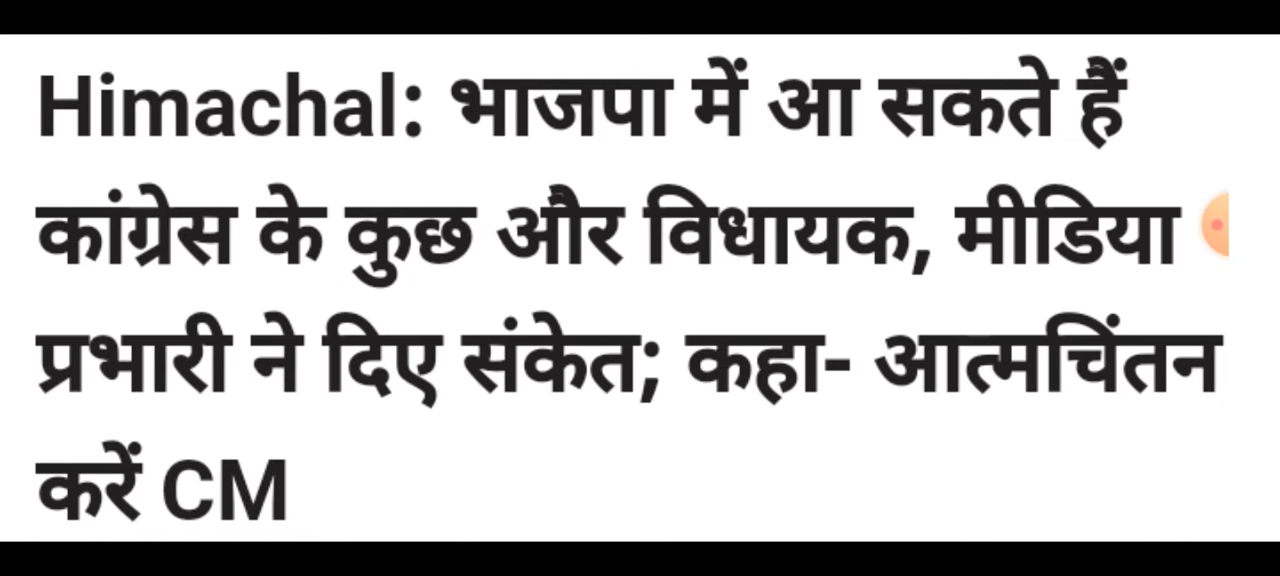 Himachal: भाजपा में आ सकते हैं
कांग्रेस के कुछ और विधायक, मीडिया
प्रभारी ने दिए संकेत; कहा- आत्मचिंतन
करें CM